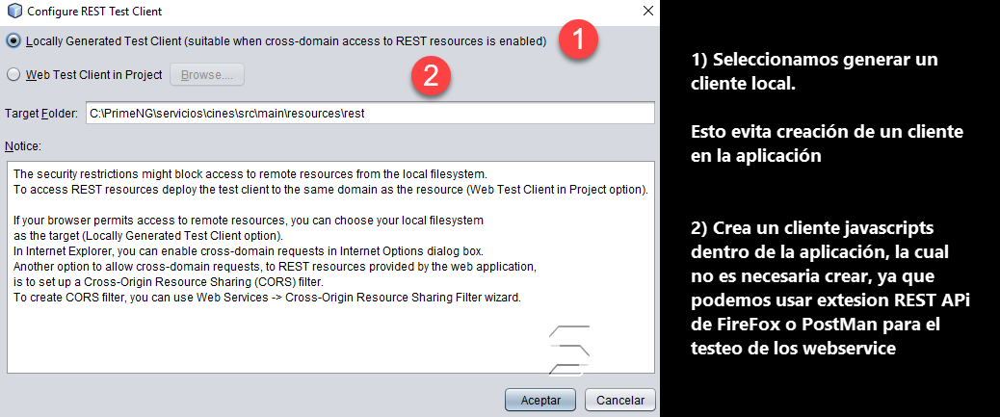 Configure REST Test Client
Locally Generated Test Client (suitable when cross-domain access to REST resources is enabled)
1
Web Test Client in Project
Browse....
2
Target Folder:
C:\PrimeNG\servicios\cines\src\main\resources\rest
Notice:
The security restrictions might block access to remote resources from the local filesystem.
To access REST resources deploy the test client to the same domain as the resource (Web Test Client in Project option).
If your browser permits access to remote resources, you can choose your local filesystem
as the target (Locally Generated Test Client option).
In Internet Explorer, you can enable cross-domain requests in Internet Options dialog box.
Another option to allow cross-domain requests, to REST resources provided by the web application,
is to set up a Cross-Origin Resource Sharing (CORS) filter.
To create CORS filter, you can use Web Services -> Cross-Origin Resource Sharing Filter wizard.
Aceptar
Cancelar
1) Seleccionamos generar un
cliente local.
Esto evita creación de un cliente
en la aplicación
2) Crea un cliente javascripts
dentro de la aplicación, la cual
no es necesaria crear, ya que
podemos usar extesion REST APi
de FireFox o PostMan para el
testeo de los webservice